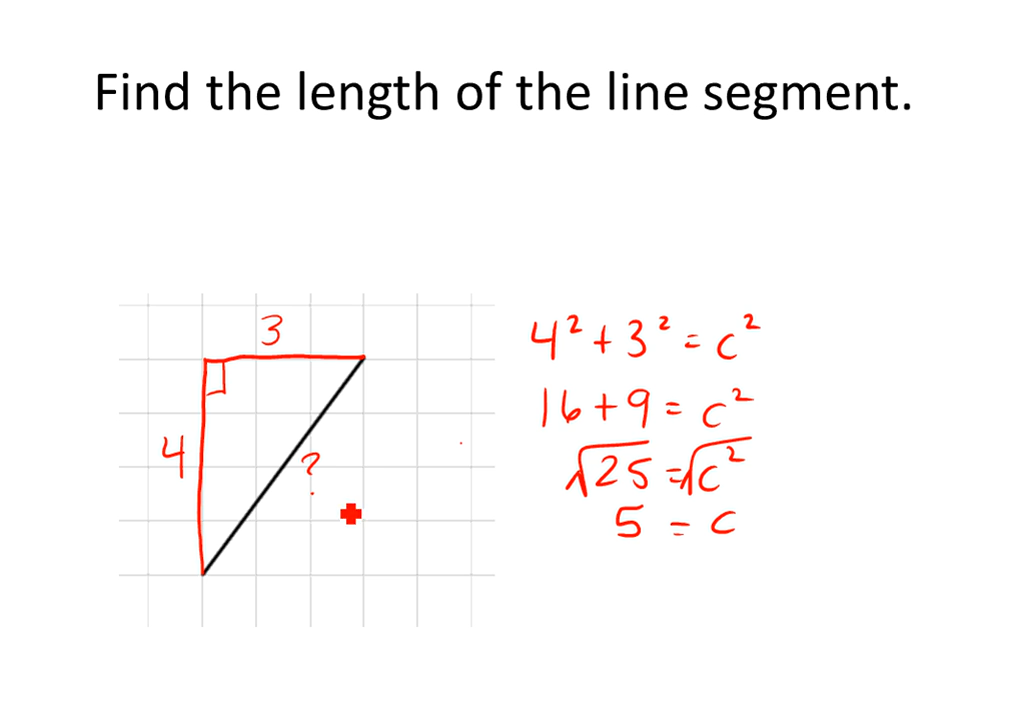 Find the length of the line segment.
3
4
?
4² + 3² = c²
16 + 9 = c²
√25 = √c²
5 = c